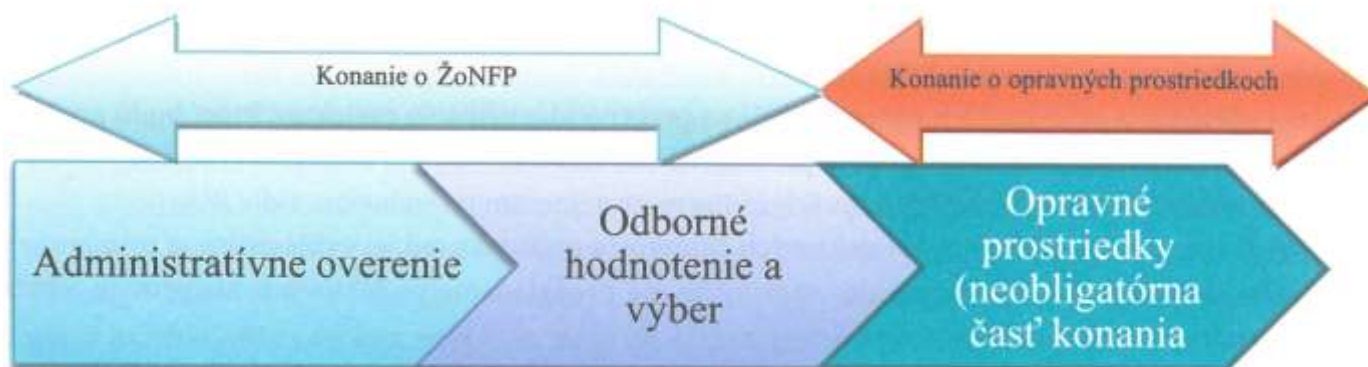 Konanie o ŽoNFP
Konanie o opravných prostriedkoch
Administratívne overenie
Odborné
hodnotenie a
výber
Opravné
prostriedky
(neobligatórna
časť konania